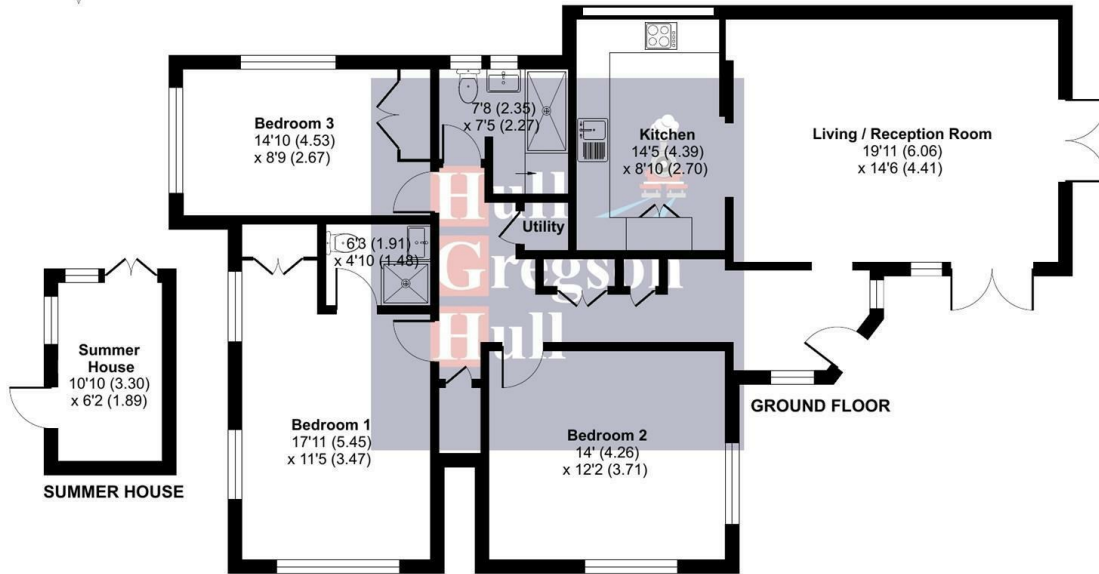 Bedroom 3
14'10 (4.53)
x 8'9 (2.67)
7'8 (2.35)
x 7'5 (2.27)
Kitchen
14'5 (4.39)
x 8'10 (2.70)
Living / Reception Room
19'11 (6.06)
x 14'6 (4.41)
Hull
Gregson
Hull
Utility
6'3 (1.91)
x 4'10 (1.48)
Summer
House
10'10 (3.30)
x 6'2 (1.89)
SUMMER HOUSE
Bedroom 1
17'11 (5.45)
x 11'5 (3.47)
Bedroom 2
14' (4.26)
x 12'2 (3.71)
GROUND FLOOR